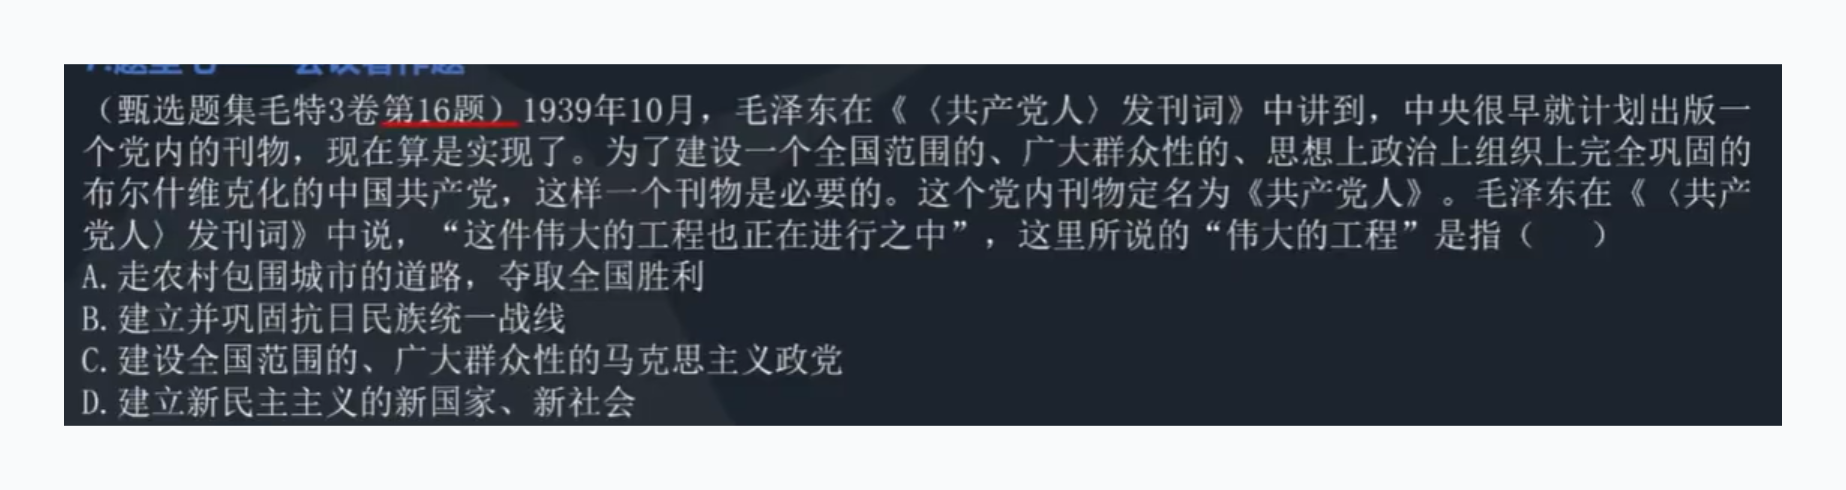 （甄选题集毛特3卷第16题）1939年10月，毛泽东在《〈共产党人〉发刊词》中讲到，中央很早就计划出版一
个党内的刊物，现在算是实现了。为了建设一个全国范围的、广大群众性的、思想上政治上组织上完全巩固的
布尔什维克化的中国共产党，这样一个刊物是必要的。这个党内刊物定名为《共产党人》。毛泽东在《〈共产
党人〉发刊词》中说，“这件伟大的工程也正在进行之中”，这里所说的“伟大的工程”是指（　　）
A.走农村包围城市的道路，夺取全国胜利
B.建立并巩固抗日民族统一战线
C.建设全国范围的、广大群众性的马克思主义政党
D.建立新民主主义的新国家、新社会